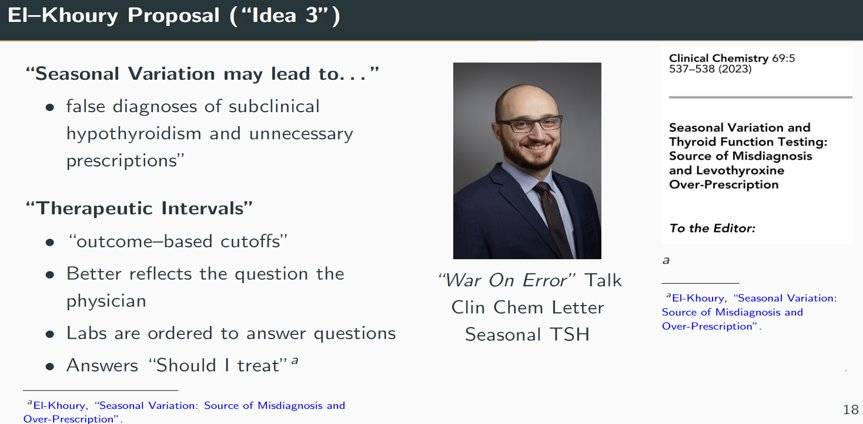 El–Khoury Proposal (“Idea 3”)
“Seasonal Variation may lead to. . . ”
• false diagnoses of subclinical
hypothyroidism and unnecessary
prescriptions”
“Therapeutic Intervals”
• “outcome–based cutoffs”
• Better reflects the question the
physician
• Labs are ordered to answer questions
• Answers “Should I treat” a
a El-Khoury, “Seasonal Variation: Source of Misdiagnosis and
Over-Prescription”.
“War On Error” Talk
Clin Chem Letter
Seasonal TSH
Clinical Chemistry 69:5
537–538 (2023)
Seasonal Variation and
Thyroid Function Testing:
Source of Misdiagnosis
and Levothyroxine
Over-Prescription
To the Editor:
a
a El-Khoury, “Seasonal Variation:
Source of Misdiagnosis and
Over-Prescription”.
18